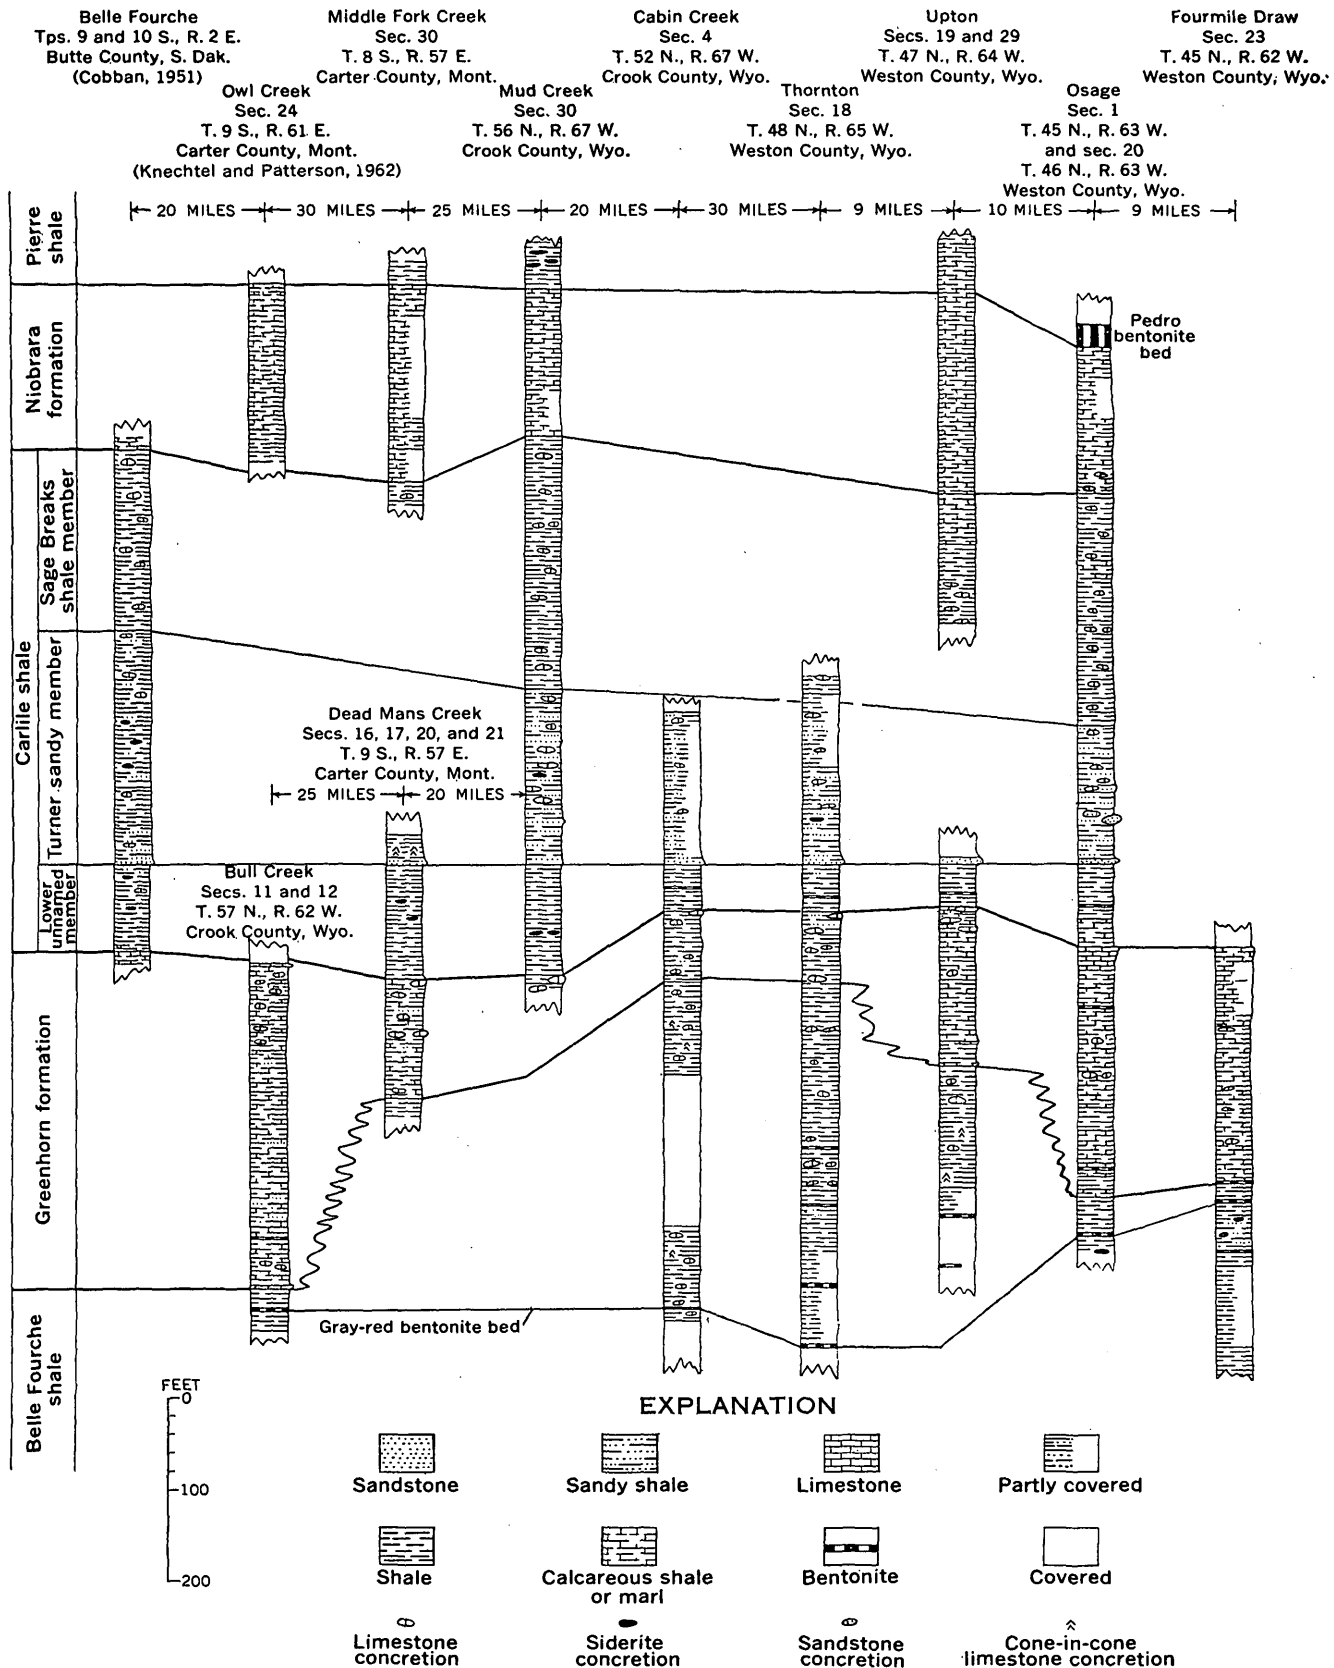 Belle Fourche
Tps. 9 and 10 S., R. 2 E.
Butte County, S. Dak.
(Cobban, 1951)
Middle Fork Creek
Sec. 30
T. 8 S., R. 57 E.
Carter County, Mont.
Cabin Creek
Sec. 4
T. 52 N., R. 67 W.
Crook County, Wyo.
Upton
Secs. 19 and 29
T. 47 N., R. 64 W.
Weston County, Wyo.
Fourmile Draw
Sec. 23
T. 45 N., R. 62 W.
Weston County, Wyo.
Owl Creek
Sec. 24
T. 9 S., R. 61 E.
Carter County, Mont.
(Knechtel and Patterson, 1962)
Mud Creek
Sec. 30
T. 56 N., R. 67 W.
Crook County, Wyo.
Thornton
Sec. 18
T. 48 N., R. 65 W.
Weston County, Wyo.
Osage
Sec. 1
T. 45 N., R. 63 W.
and sec. 20
T. 46 N., R. 63 W.
Weston County, Wyo.
20 MILES
30 MILES
25 MILES
20 MILES
30 MILES
9 MILES
10 MILES
9 MILES
Pierre
shale
Niobrara
formation
Pedro
bentonite
bed
Carlile shale
Sage Breaks
shale member
Turner sandy member
Lower
unnamed
member
Dead Mans Creek
Secs. 16, 17, 20, and 21
T. 9 S., R. 57 E.
Carter County, Mont.
25 MILES
20 MILES
Bull Creek
Secs. 11 and 12
T. 57 N., R. 62 W.
Crook County, Wyo.
Greenhorn formation
Gray-red bentonite bed
Belle Fourche
shale
FEET
0
100
200
EXPLANATION
Sandstone
Sandy shale
Limestone
Partly covered
Shale
Calcareous shale
or marl
Bentonite
Covered
Limestone
concretion
Siderite
concretion
Sandstone
concretion
Cone-in-cone
limestone concretion